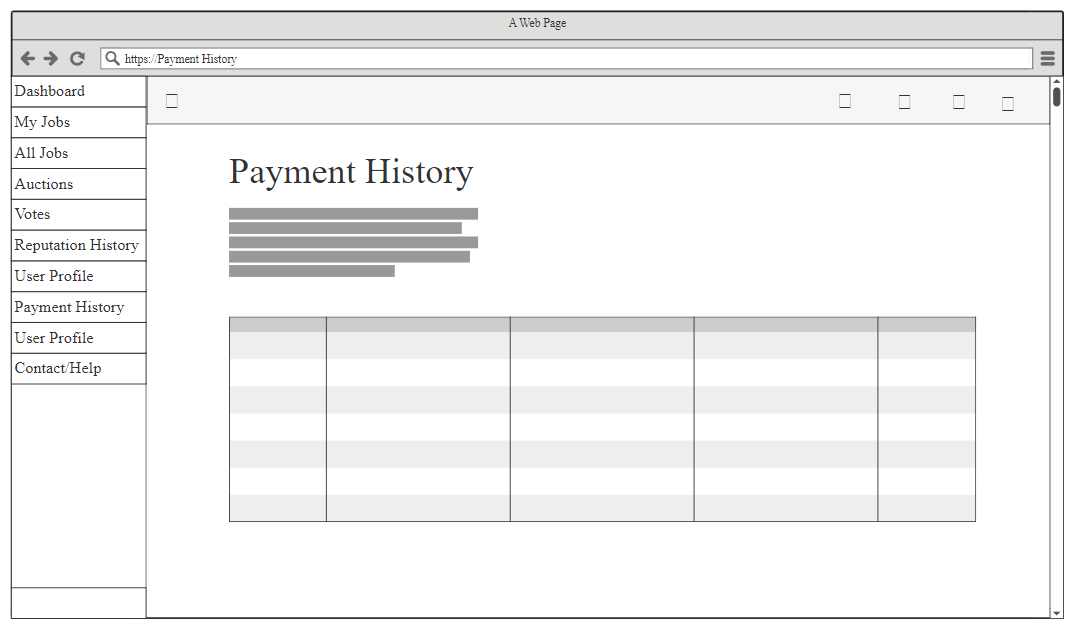 A Web Page
https://Payment History
Dashboard
My Jobs
All Jobs
Auctions
Votes
Reputation History
User Profile
Payment History
User Profile
Contact/Help
Payment History